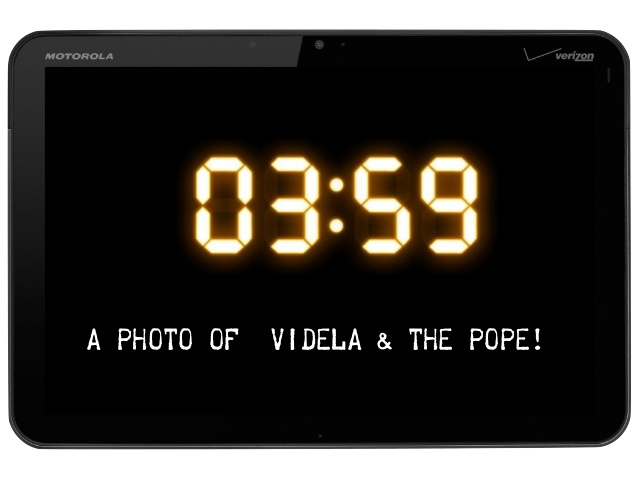 MOTOROLA
verizon
03:59
A PHOTO OF VIDELA & THE POPE!